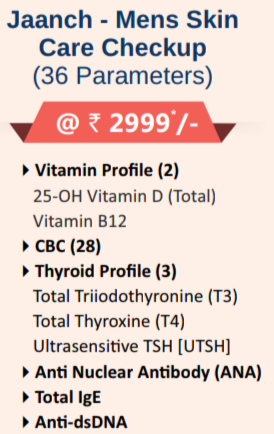 Jaanch - Mens Skin
Care Checkup
(36 Parameters)
@ ₹ 2999*/-
Vitamin Profile (2)
25-OH Vitamin D (Total)
Vitamin B12
CBC (28)
Thyroid Profile (3)
Total Triiodothyronine (T3)
Total Thyroxine (T4)
Ultrasensitive TSH [UTSH]
Anti Nuclear Antibody (ANA)
Total IgE
Anti-dsDNA